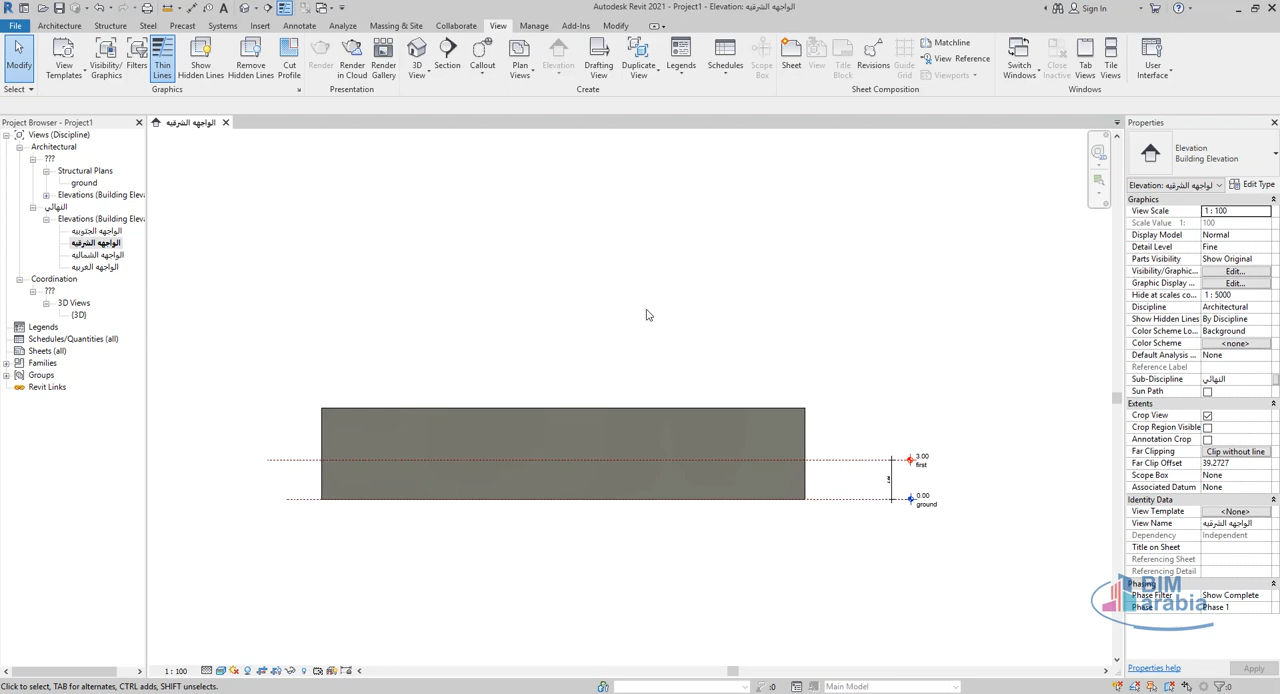 Autodesk Revit 2021 - Project1 - Elevation: الواجهه الشرقيه
Sign In
File Architecture Structure Steel Precast Systems Insert Annotate Analyze Massing & Site Collaborate View Manage Add-Ins Modify
Modify
View Templates
Visibility/ Graphics
Filters
Thin Lines
Show Hidden Lines
Remove Hidden Lines
Cut Profile
Render
Render in Cloud
Render Gallery
3D View
Section
Callout
Plan Views
Elevation
Drafting View
Duplicate View
Legends
Schedules
Scope Box
Sheet
View
Title Block
Revisions
Guide Grid
Matchline
View Reference
Viewports
Switch Windows
Close Inactive
Tab Views
Tile Views
User Interface
Select Graphics Presentation Create Sheet Composition Windows
Project Browser - Project1
Views (Discipline)
Architectural
???
Structural Plans
ground
Elevations (Building Eleva
النهائي
Elevations (Building Eleva
الواجهه الجنوبيه
الواجهه الشرقيه
الواجهه الشماليه
الواجهه الغربيه
Coordination
???
3D Views
{3D}
Legends
Schedules/Quantities (all)
Sheets (all)
Families
Groups
Revit Links
الواجهه الشرقيه
3.00
first
0.00
ground
Properties
Elevation
Building Elevation
Elevation: الواجهه الشرقيه Edit Type
Graphics
View Scale 1 : 100
Scale Value 1: 100
Display Model Normal
Detail Level Fine
Parts Visibility Show Original
Visibility/Graphic... Edit...
Graphic Display ... Edit...
Hide at scales co... 1 : 5000
Discipline Architectural
Show Hidden Lines By Discipline
Color Scheme Lo... Background
Color Scheme <none>
Default Analysis ... None
Reference Label
Sub-Discipline النهائي
Sun Path
Extents
Crop View
Crop Region Visible
Annotation Crop
Far Clipping Clip without line
Far Clip Offset 39.2727
Scope Box None
Associated Datum None
Identity Data
View Template <None>
View Name الواجهه الشرقيه
Dependency Independent
Title on Sheet
Referencing Sheet
Referencing Detail
Phasing
Phase Filter Show Complete
Phase Phase 1
BIM
arabia
Properties help Apply
1 : 100
Click to select, TAB for alternates, CTRL adds, SHIFT unselects.
:0 Main Model :0